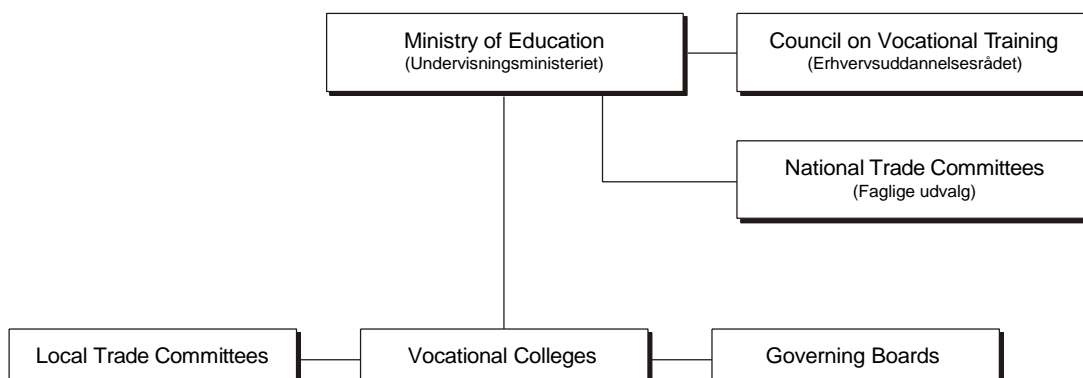 Ministry of Education
(Undervisningsministeriet)
Council on Vocational Training
(Erhvervsuddannelsesrådet)
National Trade Committees
(Faglige udvalg)
Local Trade Committees
Vocational Colleges
Governing Boards